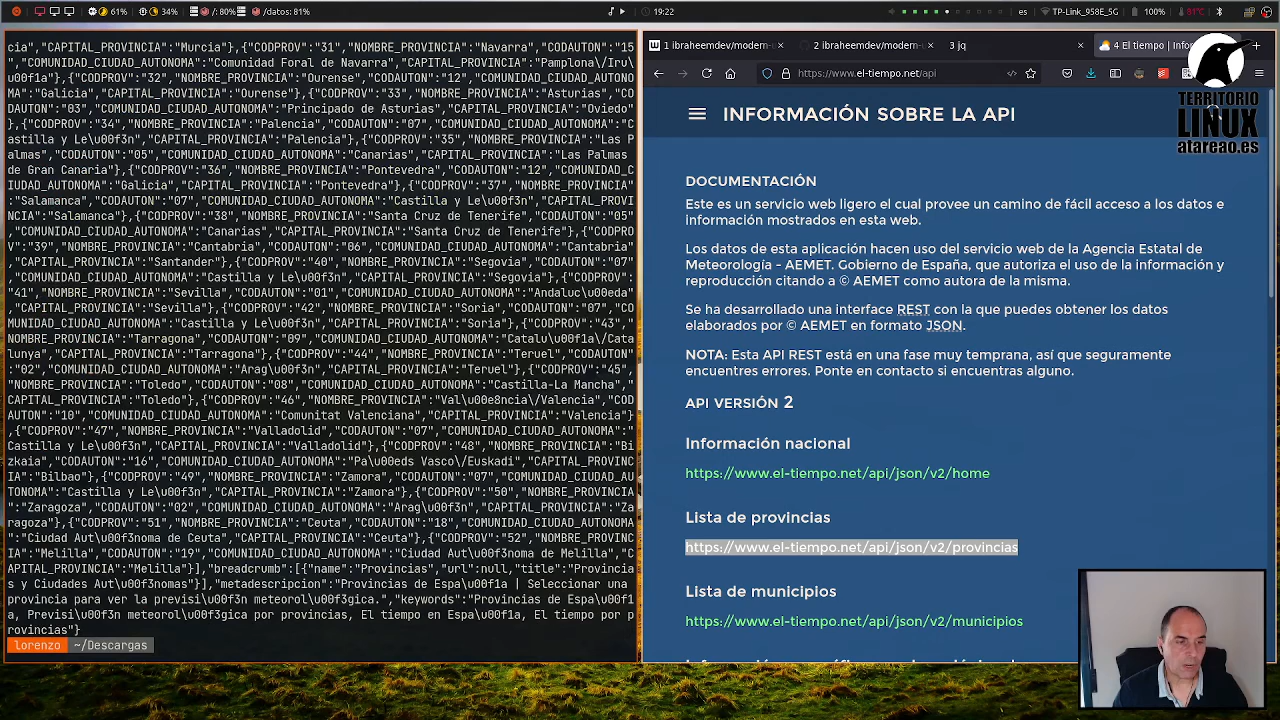 61% 34% /: 80% /datos: 81% 19:22 es TP-Link_958E_5G 100% 81°C
cia","CAPITAL_PROVINCIA":"Murcia"},{"CODPROV":"31","NOMBRE_PROVINCIA":"Navarra","CODAUTON":"15
","COMUNIDAD_CIUDAD_AUTONOMA":"Comunidad Foral de Navarra","CAPITAL_PROVINCIA":"Pamplona\/Iru\
u00f1a"},{"CODPROV":"32","NOMBRE_PROVINCIA":"Ourense","CODAUTON":"12","COMUNIDAD_CIUDAD_AUTONOMA":"
Galicia","CAPITAL_PROVINCIA":"Ourense"},{"CODPROV":"33","NOMBRE_PROVINCIA":"Asturias","C
ODAUTON":"03","COMUNIDAD_CIUDAD_AUTONOMA":"Principado de Asturias","CAPITAL_PROVINCIA":"Oviedo"
},{"CODPROV":"34","NOMBRE_PROVINCIA":"Palencia","CODAUTON":"07","COMUNIDAD_CIUDAD_AUTONOMA":"C
astilla y Le\u00f3n","CAPITAL_PROVINCIA":"Palencia"},{"CODPROV":"35","NOMBRE_PROVINCIA":"Las P
almas","CODAUTON":"05","COMUNIDAD_CIUDAD_AUTONOMA":"Canarias","CAPITAL_PROVINCIA":"Las Palmas
de Gran Canaria"},{"CODPROV":"36","NOMBRE_PROVINCIA":"Pontevedra","CODAUTON":"12","COMUNIDAD_C
IUDAD_AUTONOMA":"Galicia","CAPITAL_PROVINCIA":"Pontevedra"},{"CODPROV":"37","NOMBRE_PROVINCIA":
"Salamanca","CODAUTON":"07","COMUNIDAD_CIUDAD_AUTONOMA":"Castilla y Le\u00f3n","CAPITAL_PROVI
NCIA":"Salamanca"},{"CODPROV":"38","NOMBRE_PROVINCIA":"Santa Cruz de Tenerife","CODAUTON":"05"
,"COMUNIDAD_CIUDAD_AUTONOMA":"Canarias","CAPITAL_PROVINCIA":"Santa Cruz de Tenerife"},{"CODPRO
V":"39","NOMBRE_PROVINCIA":"Cantabria","CODAUTON":"06","COMUNIDAD_CIUDAD_AUTONOMA":"Cantabria"
,"CAPITAL_PROVINCIA":"Santander"},{"CODPROV":"40","NOMBRE_PROVINCIA":"Segovia","CODAUTON":"07"
,"COMUNIDAD_CIUDAD_AUTONOMA":"Castilla y Le\u00f3n","CAPITAL_PROVINCIA":"Segovia"},{"CODPROV":
"41","NOMBRE_PROVINCIA":"Sevilla","CODAUTON":"01","COMUNIDAD_CIUDAD_AUTONOMA":"Andaluc\u00eda"
,"CAPITAL_PROVINCIA":"Sevilla"},{"CODPROV":"42","NOMBRE_PROVINCIA":"Soria","CODAUTON":"07","CO
MUNIDAD_CIUDAD_AUTONOMA":"Castilla y Le\u00f3n","CAPITAL_PROVINCIA":"Soria"},{"CODPROV":"43","
NOMBRE_PROVINCIA":"Tarragona","CODAUTON":"09","COMUNIDAD_CIUDAD_AUTONOMA":"Catalu\u00f1a\/Cata
lunya","CAPITAL_PROVINCIA":"Tarragona"},{"CODPROV":"44","NOMBRE_PROVINCIA":"Teruel","CODAUTON"
:"02","COMUNIDAD_CIUDAD_AUTONOMA":"Arag\u00f3n","CAPITAL_PROVINCIA":"Teruel"},{"CODPROV":"45",
"NOMBRE_PROVINCIA":"Toledo","CODAUTON":"08","COMUNIDAD_CIUDAD_AUTONOMA":"Castilla-La Mancha","
CAPITAL_PROVINCIA":"Toledo"},{"CODPROV":"46","NOMBRE_PROVINCIA":"Val\u00e8ncia\/Valencia","COD
AUTON":"10","COMUNIDAD_CIUDAD_AUTONOMA":"Comunitat Valenciana","CAPITAL_PROVINCIA":"Valencia"}
,{"CODPROV":"47","NOMBRE_PROVINCIA":"Valladolid","CODAUTON":"07","COMUNIDAD_CIUDAD_AUTONOMA":"
Castilla y Le\u00f3n","CAPITAL_PROVINCIA":"Valladolid"},{"CODPROV":"48","NOMBRE_PROVINCIA":"Bi
zkaia","CODAUTON":"16","COMUNIDAD_CIUDAD_AUTONOMA":"Pa\u00eds Vasco\/Euskadi","CAPITAL_PROVINC
IA":"Bilbao"},{"CODPROV":"49","NOMBRE_PROVINCIA":"Zamora","CODAUTON":"07","COMUNIDAD_CIUDAD_AU
TONOMA":"Castilla y Le\u00f3n","CAPITAL_PROVINCIA":"Zamora"},{"CODPROV":"50","NOMBRE_PROVINCIA
":"Zaragoza","CODAUTON":"02","COMUNIDAD_CIUDAD_AUTONOMA":"Arag\u00f3n","CAPITAL_PROVINCIA":"Za
ragoza"},{"CODPROV":"51","NOMBRE_PROVINCIA":"Ceuta","CODAUTON":"18","COMUNIDAD_CIUDAD_AUTONOMA":
"Ciudad Aut\u00f3noma de Ceuta","CAPITAL_PROVINCIA":"Ceuta"},{"CODPROV":"52","NOMBRE_PROVINCIA":
"Melilla","CODAUTON":"19","COMUNIDAD_CIUDAD_AUTONOMA":"Ciudad Aut\u00f3noma de Melilla","C
APITAL_PROVINCIA":"Melilla"}],"breadcrumb":[{"name":"Provincias","url":null,"title":"Provincia
s y Ciudades Aut\u00f3nomas"}],"metadescripcion":"Provincias de Espa\u00f1a | Seleccionar una
provincia para ver la previsi\u00f3n meteorol\u00f3gica.","keywords":"Provincias de Espa\u00f1
a, Previsi\u00f3n meteorol\u00f3gica por provincias, El tiempo en Espa\u00f1a, El tiempo por p
rovincias"}
lorenzo ~/Descargas
1 ibraheemdev/modern-u 2 ibraheemdev/modern-u 3 jq 4 El tiempo | Info
https://www.el-tiempo.net/api
TERRITORIO
LINUX
atareao.es
INFORMACIÓN SOBRE LA API
DOCUMENTACIÓN
Este es un servicio web ligero el cual provee un camino de fácil acceso a los datos e
información mostrados en esta web.
Los datos de esta aplicación hacen uso del servicio web de la Agencia Estatal de
Meteorología - AEMET. Gobierno de España, que autoriza el uso de la información y
reproducción citando a © AEMET como autora de la misma.
Se ha desarrollado una interface REST con la que puedes obtener los datos
elaborados por © AEMET en formato JSON.
NOTA: Esta API REST está en una fase muy temprana, así que seguramente
encuentres errores. Ponte en contacto si encuentras alguno.
API VERSIÓN 2
Información nacional
https://www.el-tiempo.net/api/json/v2/home
Lista de provincias
https://www.el-tiempo.net/api/json/v2/provincias
Lista de municipios
https://www.el-tiempo.net/api/json/v2/municipios